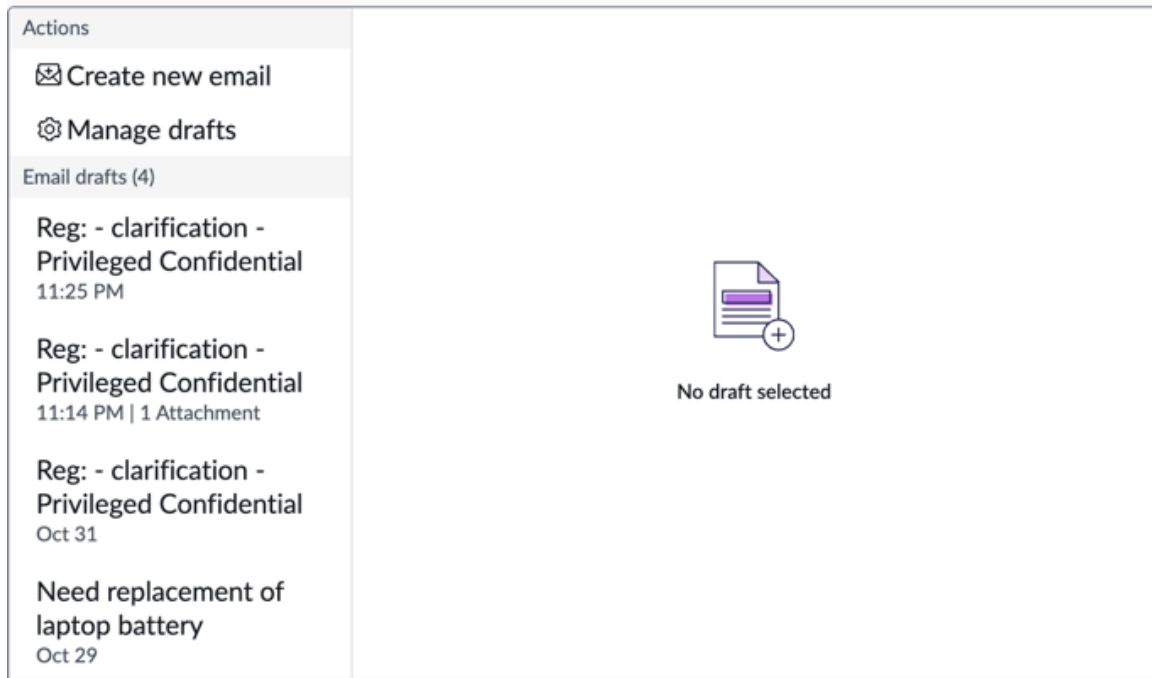 Actions
Create new email
Manage drafts
Email drafts (4)
Reg: - clarification -
Privileged Confidential
11:25 PM
Reg: - clarification -
Privileged Confidential
11:14 PM | 1 Attachment
Reg: - clarification -
Privileged Confidential
Oct 31
Need replacement of
laptop battery
Oct 29
No draft selected